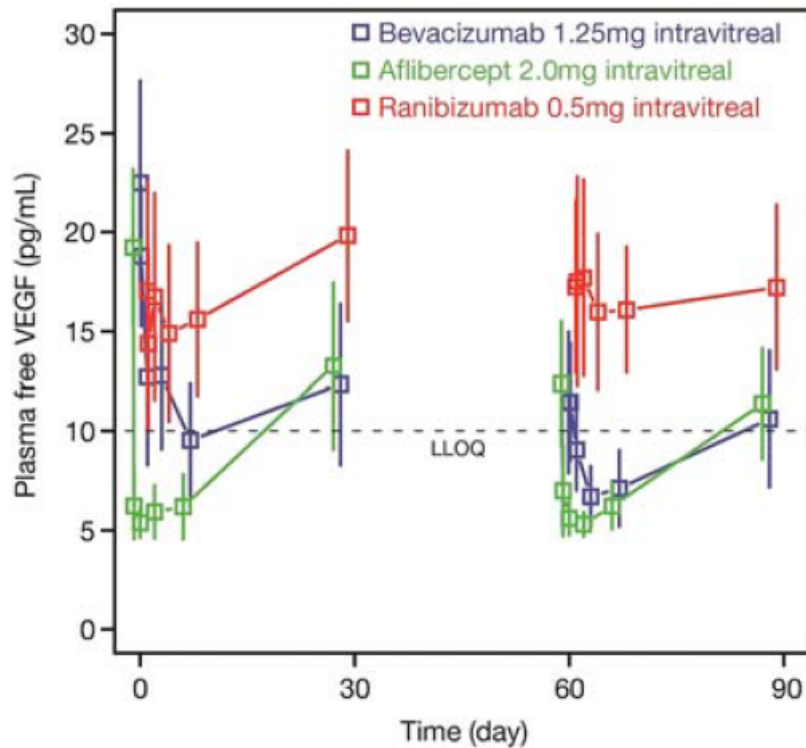 30
25
20
15
10
5
0
Plasma free VEGF (pg/mL)
Bevacizumab 1.25mg intravitreal
Aflibercept 2.0mg intravitreal
Ranibizumab 0.5mg intravitreal
LLOQ
0 30 60 90
Time (day)